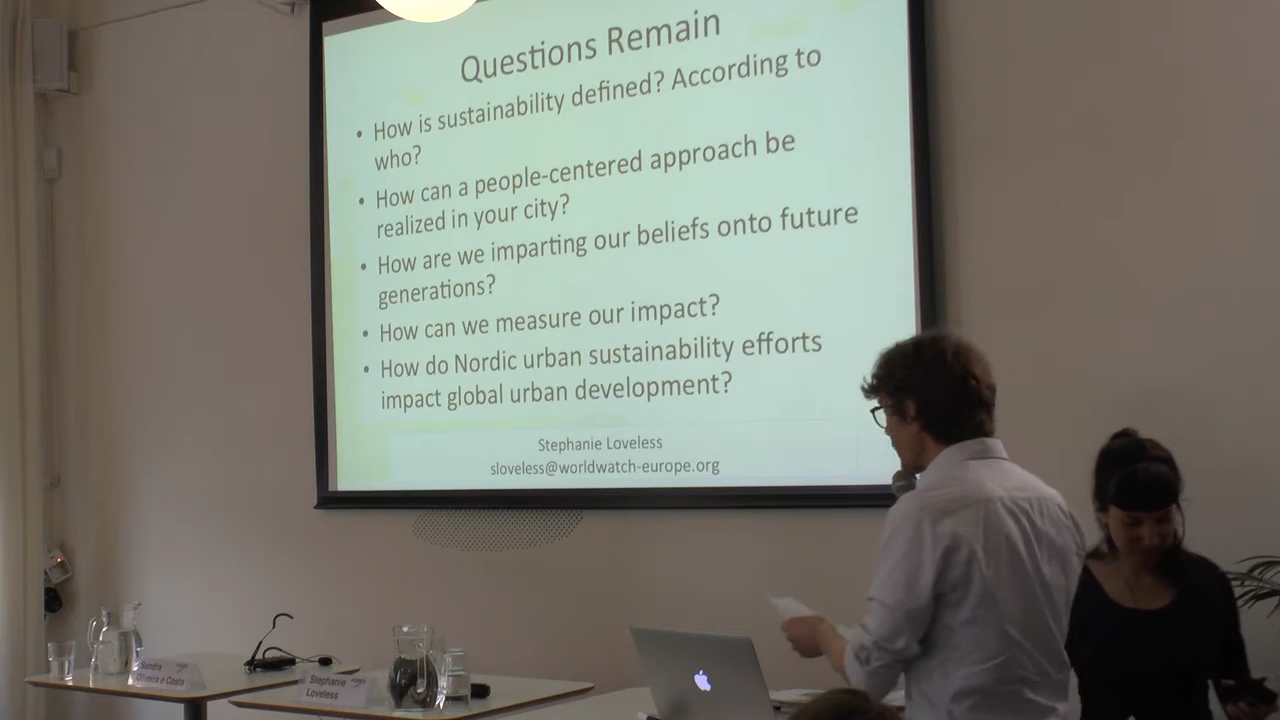 Questions Remain
• How is sustainability defined? According to
who?
• How can a people-centered approach be
realized in your city?
• How are we imparting our beliefs onto future
generations?
• How can we measure our impact?
• How do Nordic urban sustainability efforts
impact global urban development?
Stephanie Loveless
sloveless@worldwatch-europe.org
Sandra
Oliveira e Costa
Stephanie
Loveless